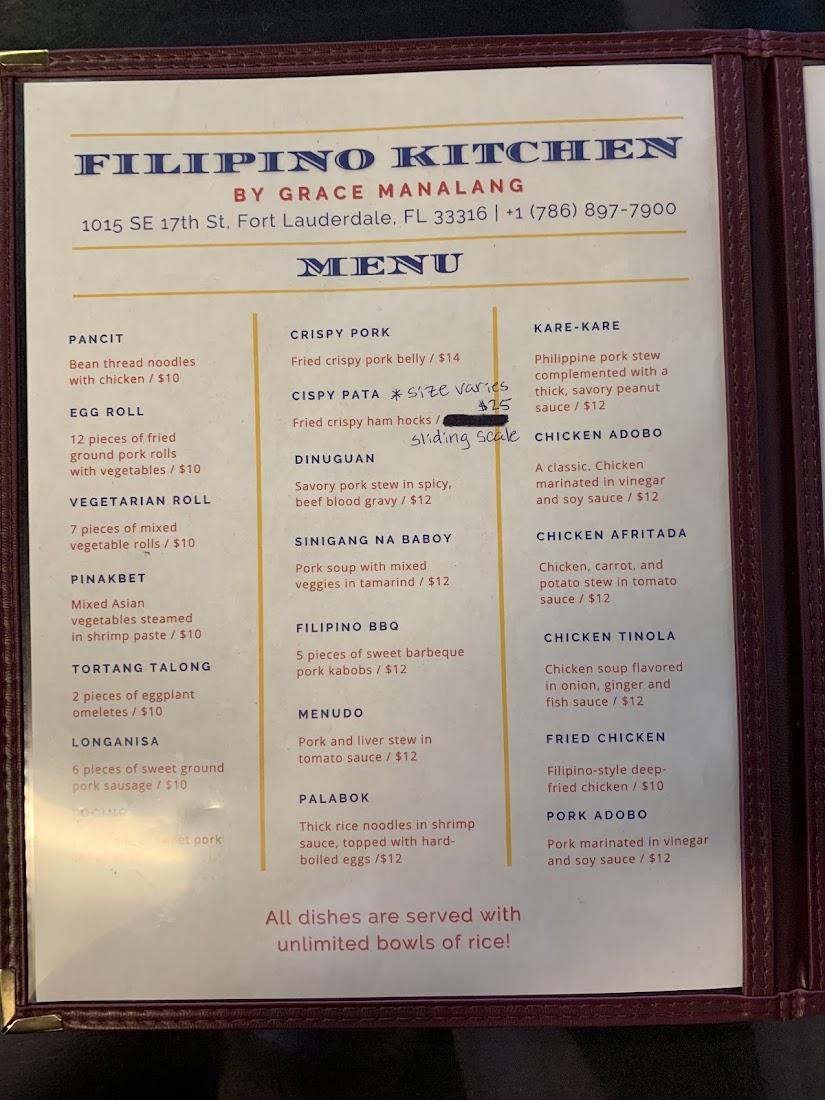 FILIPINO KITCHEN
BY GRACE MANALANG
1015 SE 17th St, Fort Lauderdale, FL 33316 | +1 (786) 897-7900
MENU
PANCIT
Bean thread noodles
with chicken / $10
EGG ROLL
12 pieces of fried
ground pork rolls
with vegetables / $10
VEGETARIAN ROLL
7 pieces of mixed
vegetable rolls / $10
PINAKBET
Mixed Asian
vegetables steamed
in shrimp paste / $10
TORTANG TALONG
2 pieces of eggplant
omeletes / $10
LONGANISA
6 pieces of sweet ground
pork sausage / $10
pork
CRISPY PORK
Fried crispy pork belly / $14
CISPY PATA * size varies
$25
Fried crispy ham hocks /
sliding scale
DINUGUAN
Savory pork stew in spicy,
beef blood gravy / $12
SINIGANG NA BABOY
Pork soup with mixed
veggies in tamarind / $12
FILIPINO BBQ
5 pieces of sweet barbeque
pork kabobs / $12
MENUDO
Pork and liver stew in
tomato sauce / $12
PALABOK
Thick rice noodles in shrimp
sauce, topped with hard-
boiled eggs /$12
KARE-KARE
Philippine pork stew
complemented with a
thick, savory peanut
sauce / $12
CHICKEN ADOBO
A classic. Chicken
marinated in vinegar
and soy sauce / $12
CHICKEN AFRITADA
Chicken, carrot, and
potato stew in tomato
sauce / $12
CHICKEN TINOLA
Chicken soup flavored
in onion, ginger and
fish sauce / $12
FRIED CHICKEN
Filipino-style deep-
fried chicken / $10
PORK ADOBO
Pork marinated in vinegar
and soy sauce / $12
All dishes are served with
unlimited bowls of rice!